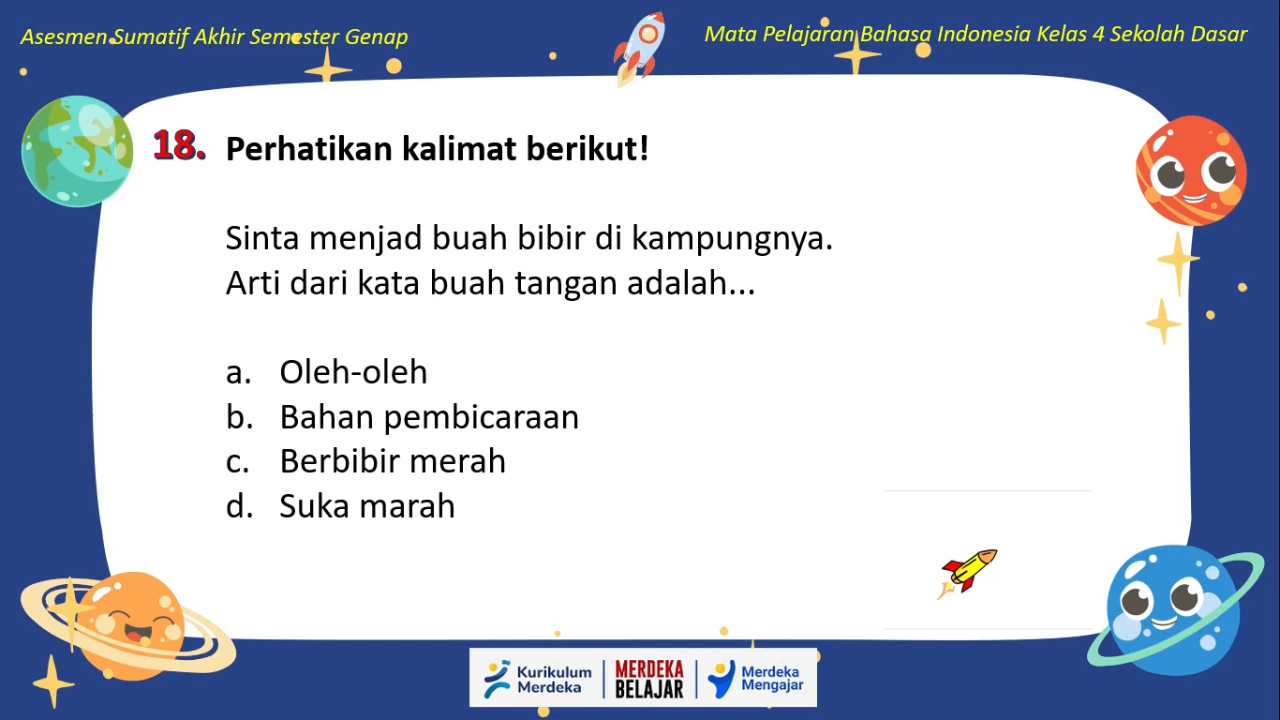 Asesmen Sumatif Akhir Semester Genap
Mata Pelajaran Bahasa Indonesia Kelas 4 Sekolah Dasar
18. Perhatikan kalimat berikut!
Sinta menjad buah bibir di kampungnya.
Arti dari kata buah tangan adalah...
a. Oleh-oleh
b. Bahan pembicaraan
c. Berbibir merah
d. Suka marah
Kurikulum
Merdeka
MERDEKA
BELAJAR
Merdeka
Mengajar